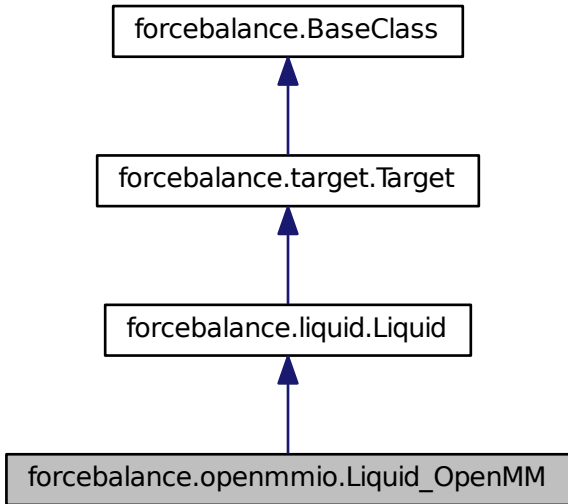 forcebalance.BaseClass
forcebalance.target.Target
forcebalance.liquid.Liquid
forcebalance.openmmio.Liquid_OpenMM